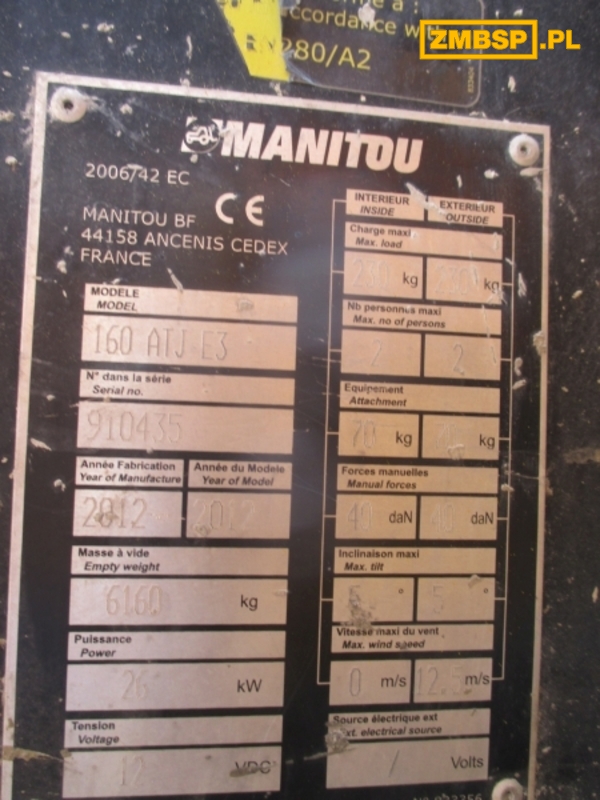 ZMBSP.PL
accordance with
EN280/A2
MANITOU
2006/42 EC
CE
MANITOU BF
44158 ANCENIS CEDEX
FRANCE
MODELE
MODEL
160 ATJ E3
N° dans la série
Serial no.
910435
Année Fabrication
Year of Manufacture
2012
Année du Modele
Year of Model
2012
Masse à vide
Empty weight
6160 kg
Puissance
Power
26 kW
Tension
Voltage
12 VDC
INTERIEUR
INSIDE
EXTERIEUR
OUTSIDE
Charge maxi
Max. load
230 kg 230 kg
Nb personnes maxi
Max. no of persons
2 2
Equipement
Attachment
70 kg kg
Forces manuelles
Manual forces
40 daN 40 daN
Inclinaison maxi
Max. tilt
5 ° 5 °
Vitesse maxi du vent
Max. wind speed
0 m/s 12.5 m/s
Source électrique ext
Ext. electrical source
/ Volts